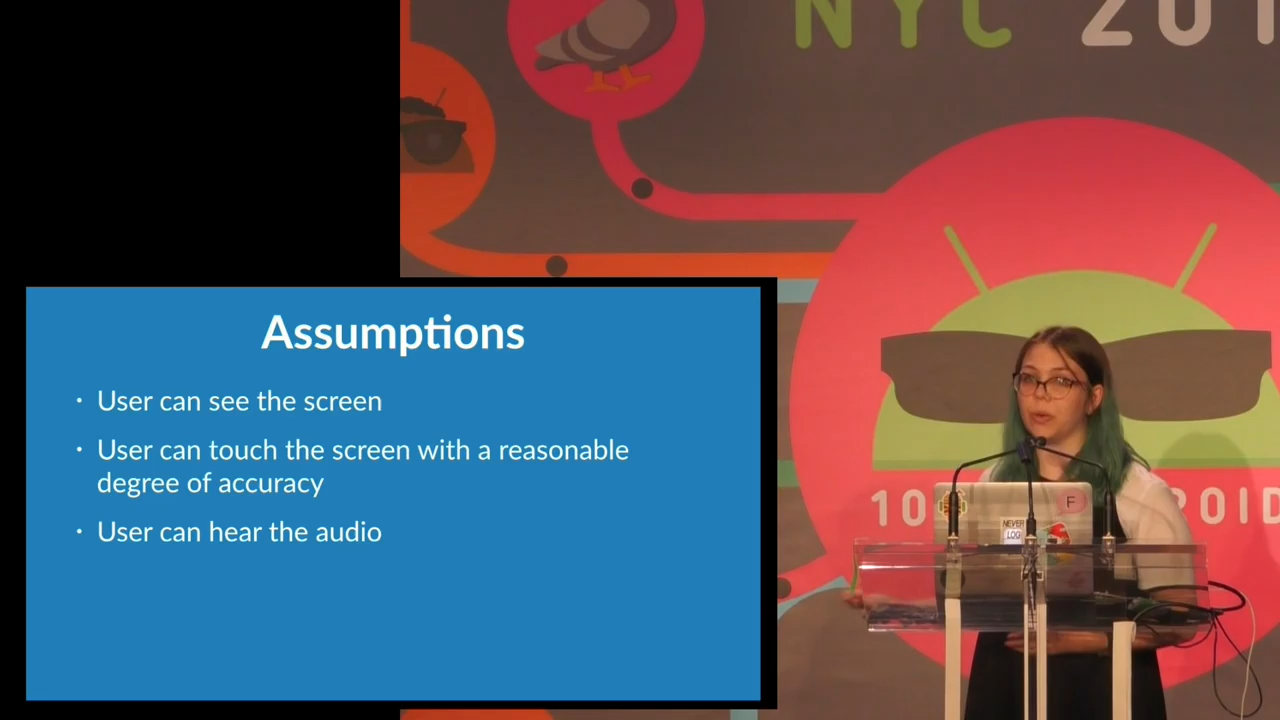 NYC 201
Assumptions
• User can see the screen
• User can touch the screen with a reasonable
degree of accuracy
• User can hear the audio
10
ROID
F
NEVER
LOG